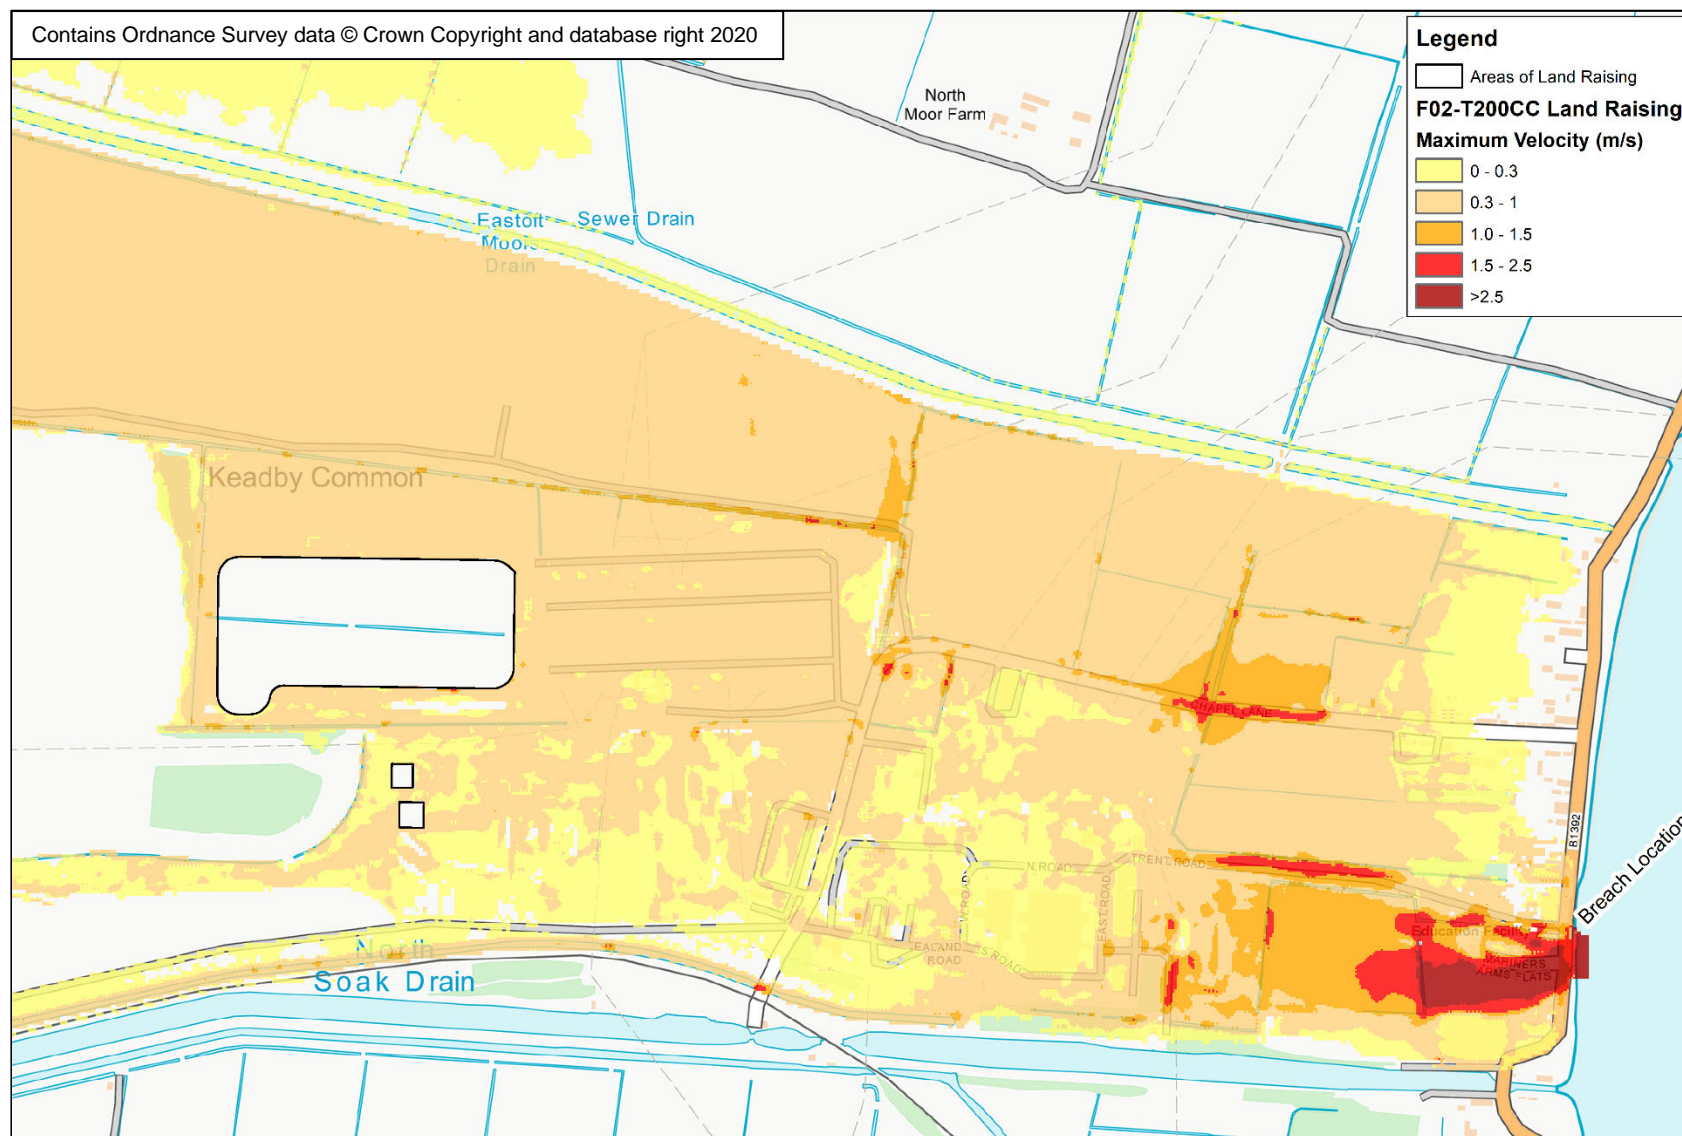 Contains Ordnance Survey data © Crown Copyright and database right 2020
Legend
Areas of Land Raising
F02-T200CC Land Raising
Maximum Velocity (m/s)
0 - 0.3
0.3 - 1
1.0 - 1.5
1.5 - 2.5
>2.5
North
Moor Farm
Eastoft
Moors
Drain
Sewer Drain
Keadby Common
CHAPEL LANE
B1392
Breach Location
TRENT ROAD
N ROAD
W ROAD
EAST ROAD
S ROAD
EALAND
ROAD
Education Facility
MARINERS
ARMS FLATS
North
Soak Drain